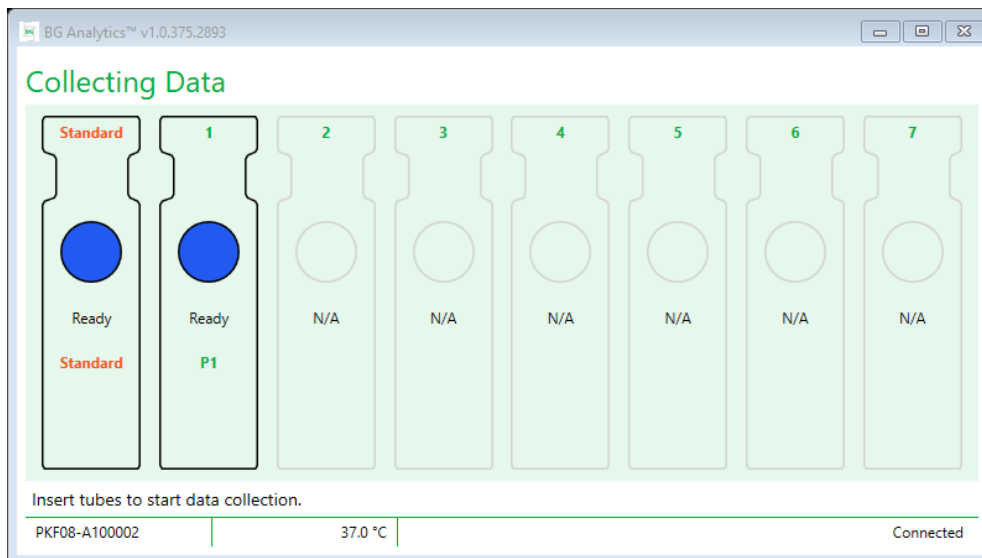 BG Analytics™ v1.0.375.2893
Collecting Data
Standard 1 2 3 4 5 6 7
Ready Ready N/A N/A N/A N/A N/A N/A
Standard P1
Insert tubes to start data collection.
PKF08-A100002 37.0 °C Connected